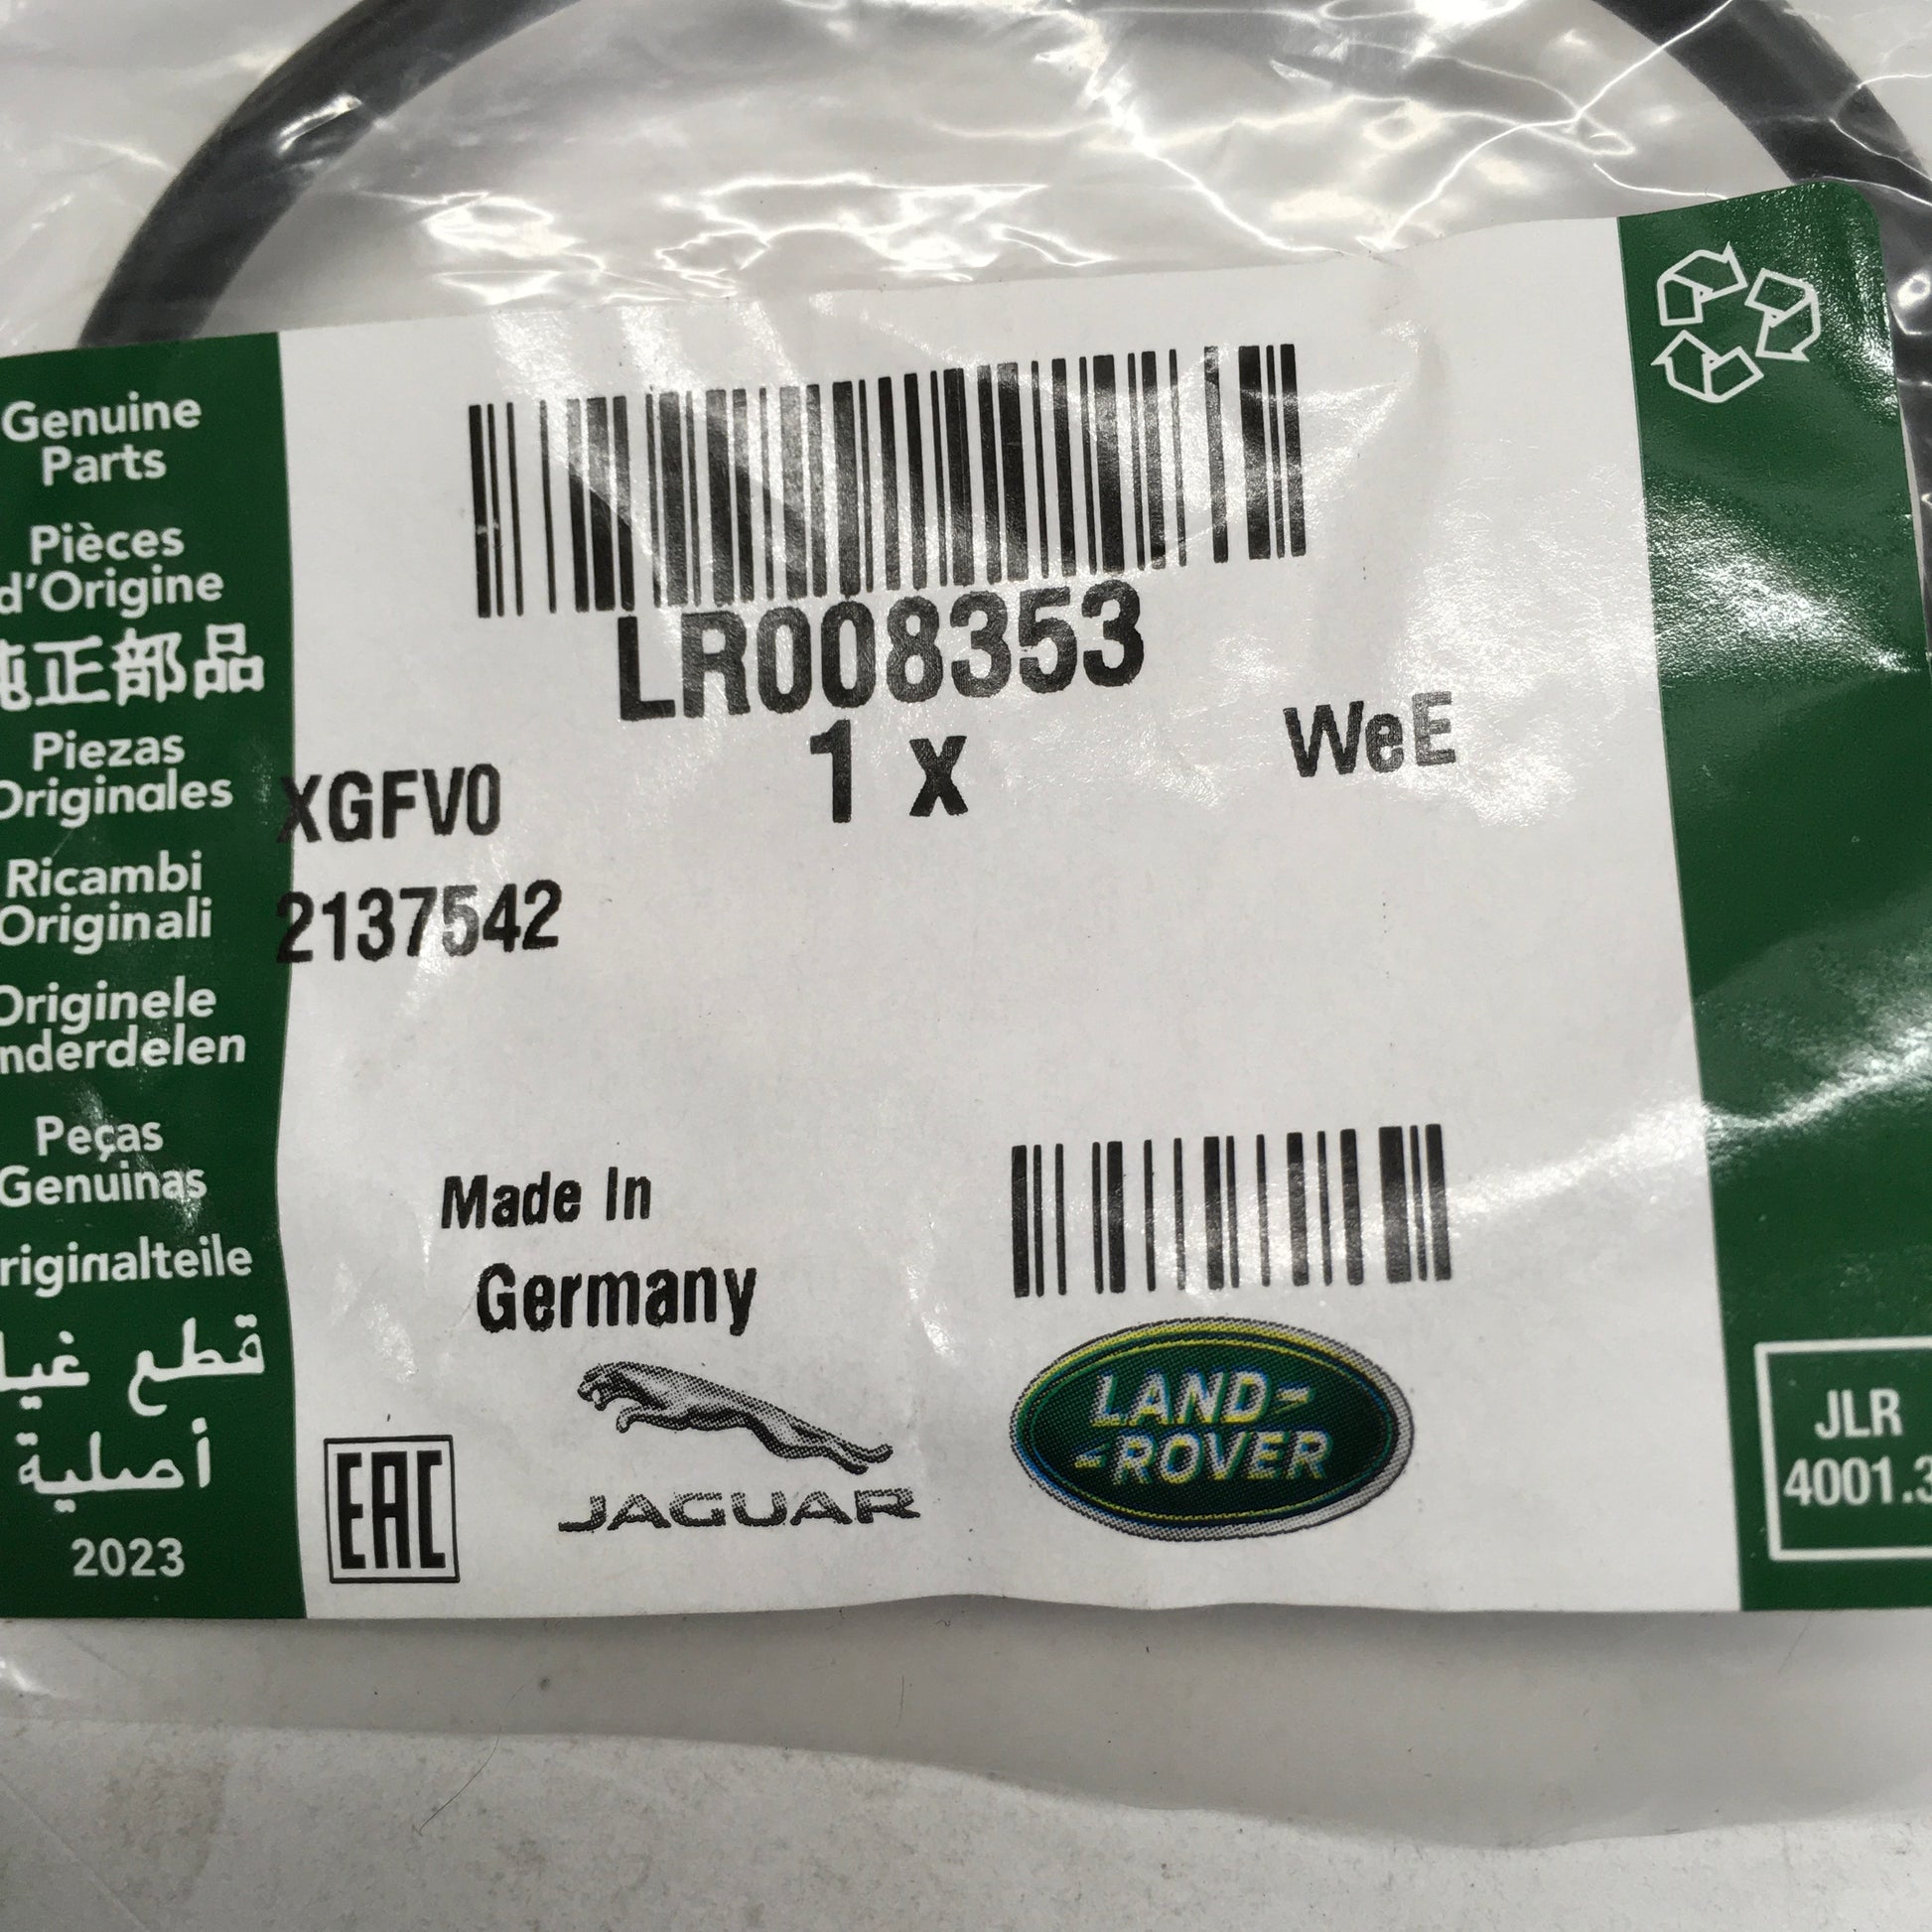 Genuine
Parts
Pièces
d'Origine
純正部品
Piezas
Originales
Ricambi
Originali
Originele
nderdelen
Peças
Genuinas
riginalteile
قطع غيا
أصلية
2023
LR008353
1 x
WeE
XGFV0
2137542
Made In
Germany
EAC
JAGUAR
LAND-
-ROVER
JLR
4001.3